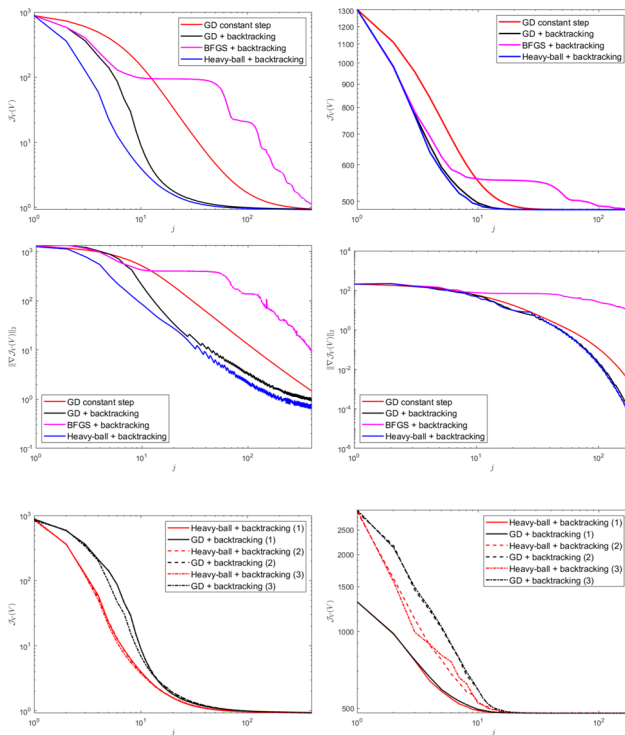 10^3
10^2
10^1
10^0
J_Γ(V)
GD constant step
GD + backtracking
BFGS + backtracking
Heavy-ball + backtracking
10^0
10^1
10^2
j
1300
1200
1100
1000
900
800
700
600
500
J_Γ(V)
GD constant step
GD + backtracking
BFGS + backtracking
Heavy-ball + backtracking
10^0
10^1
10^2
j
10^3
10^2
10^1
10^0
10^-1
‖∇J_Γ(V)‖_2
GD constant step
GD + backtracking
BFGS + backtracking
Heavy-ball + backtracking
10^0
10^1
10^2
j
10^4
10^2
10^0
10^-2
10^-4
10^-6
‖∇J_Γ(V)‖_2
GD constant step
GD + backtracking
BFGS + backtracking
Heavy-ball + backtracking
10^0
10^1
10^2
j
10^3
10^2
10^1
10^0
J_Γ(V)
Heavy-ball + backtracking (1)
GD + backtracking (1)
Heavy-ball + backtracking (2)
GD + backtracking (2)
Heavy-ball + backtracking (3)
GD + backtracking (3)
10^0
10^1
10^2
j
2500
2000
1500
1000
500
J_Γ(V)
Heavy-ball + backtracking (1)
GD + backtracking (1)
Heavy-ball + backtracking (2)
GD + backtracking (2)
Heavy-ball + backtracking (3)
GD + backtracking (3)
10^0
10^1
10^2
j